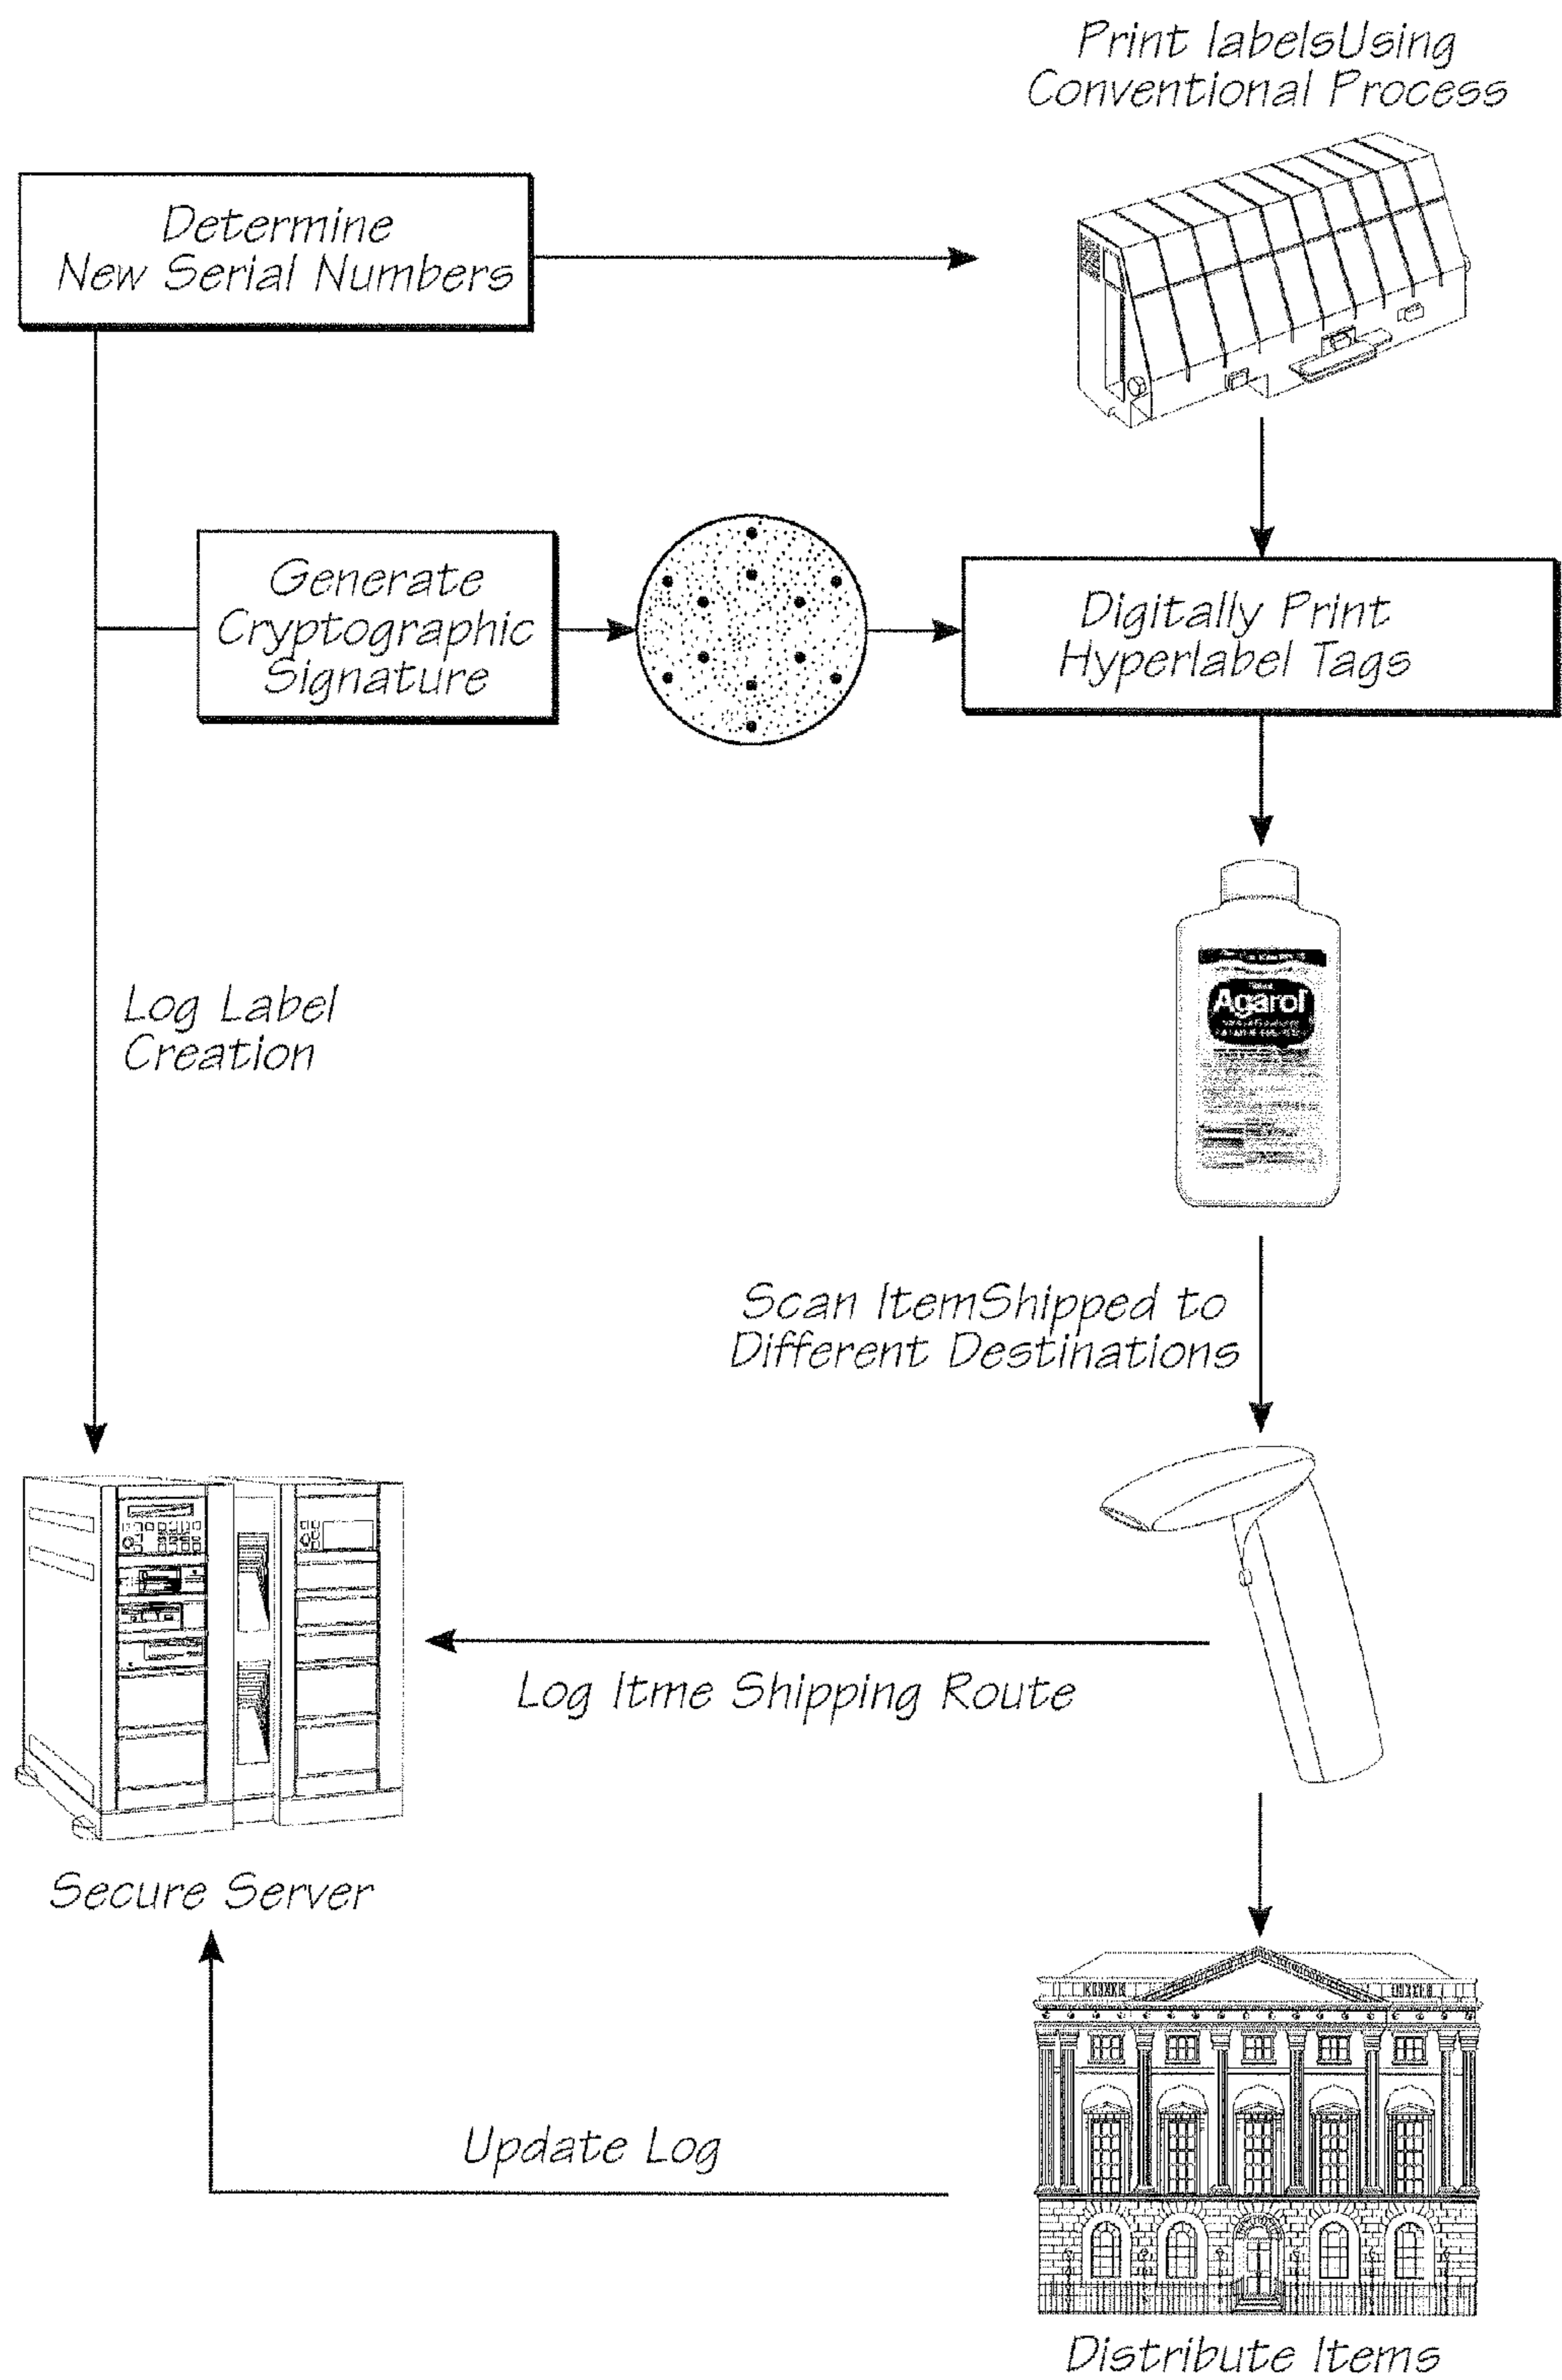 Print labelsUsing
Conventional Process
Determine
New Serial Numbers
Generate
Cryptographic
Signature
Digitally Print
Hyperlabel Tags
Agarol
Log Label
Creation
Scan ItemShipped to
Different Destinations
Log Itme Shipping Route
Secure Server
Update Log
Distribute Items